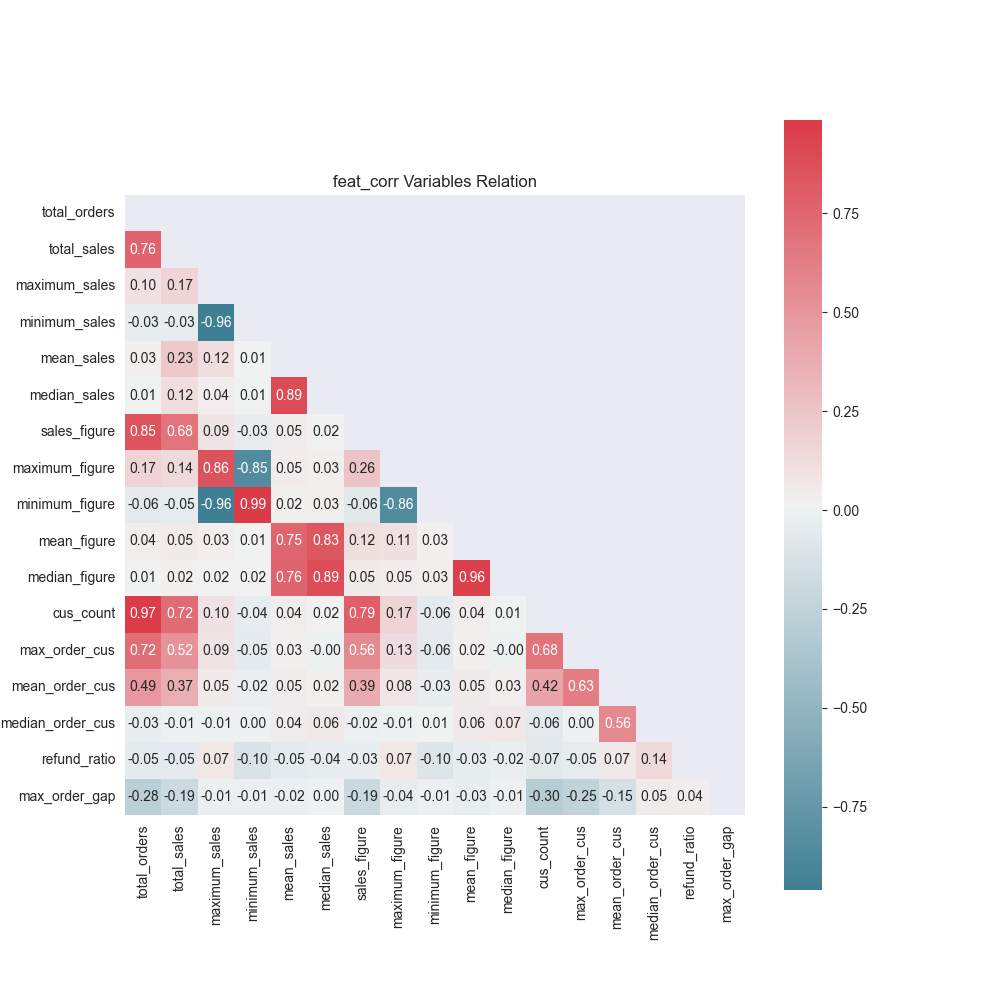 feat_corr Variables Relation
total_orders
total_sales 0.76
maximum_sales 0.10 0.17
minimum_sales -0.03 -0.03 -0.96
mean_sales 0.03 0.23 0.12 0.01
median_sales 0.01 0.12 0.04 0.01 0.89
sales_figure 0.85 0.68 0.09 -0.03 0.05 0.02
maximum_figure 0.17 0.14 0.86 -0.85 0.05 0.03 0.26
minimum_figure -0.06 -0.05 -0.96 0.99 0.02 0.03 -0.06 -0.86
mean_figure 0.04 0.05 0.03 0.01 0.75 0.83 0.12 0.11 0.03
median_figure 0.01 0.02 0.02 0.02 0.76 0.89 0.05 0.05 0.03 0.96
cus_count 0.97 0.72 0.10 -0.04 0.04 0.02 0.79 0.17 -0.06 0.04 0.01
max_order_cus 0.72 0.52 0.09 -0.05 0.03 -0.00 0.56 0.13 -0.06 0.02 -0.00 0.68
mean_order_cus 0.49 0.37 0.05 -0.02 0.05 0.02 0.39 0.08 -0.03 0.05 0.03 0.42 0.63
median_order_cus -0.03 -0.01 -0.01 0.00 0.04 0.06 -0.02 -0.01 0.01 0.06 0.07 -0.06 0.00 0.56
refund_ratio -0.05 -0.05 0.07 -0.10 -0.05 -0.04 -0.03 0.07 -0.10 -0.03 -0.02 -0.07 -0.05 0.07 0.14
max_order_gap -0.28 -0.19 -0.01 -0.01 -0.02 0.00 -0.19 -0.04 -0.01 -0.03 -0.01 -0.30 -0.25 -0.15 0.05 0.04
total_orders
total_sales
maximum_sales
minimum_sales
mean_sales
median_sales
sales_figure
maximum_figure
minimum_figure
mean_figure
median_figure
cus_count
max_order_cus
mean_order_cus
median_order_cus
refund_ratio
max_order_gap
0.75
0.50
0.25
0.00
−0.25
−0.50
−0.75